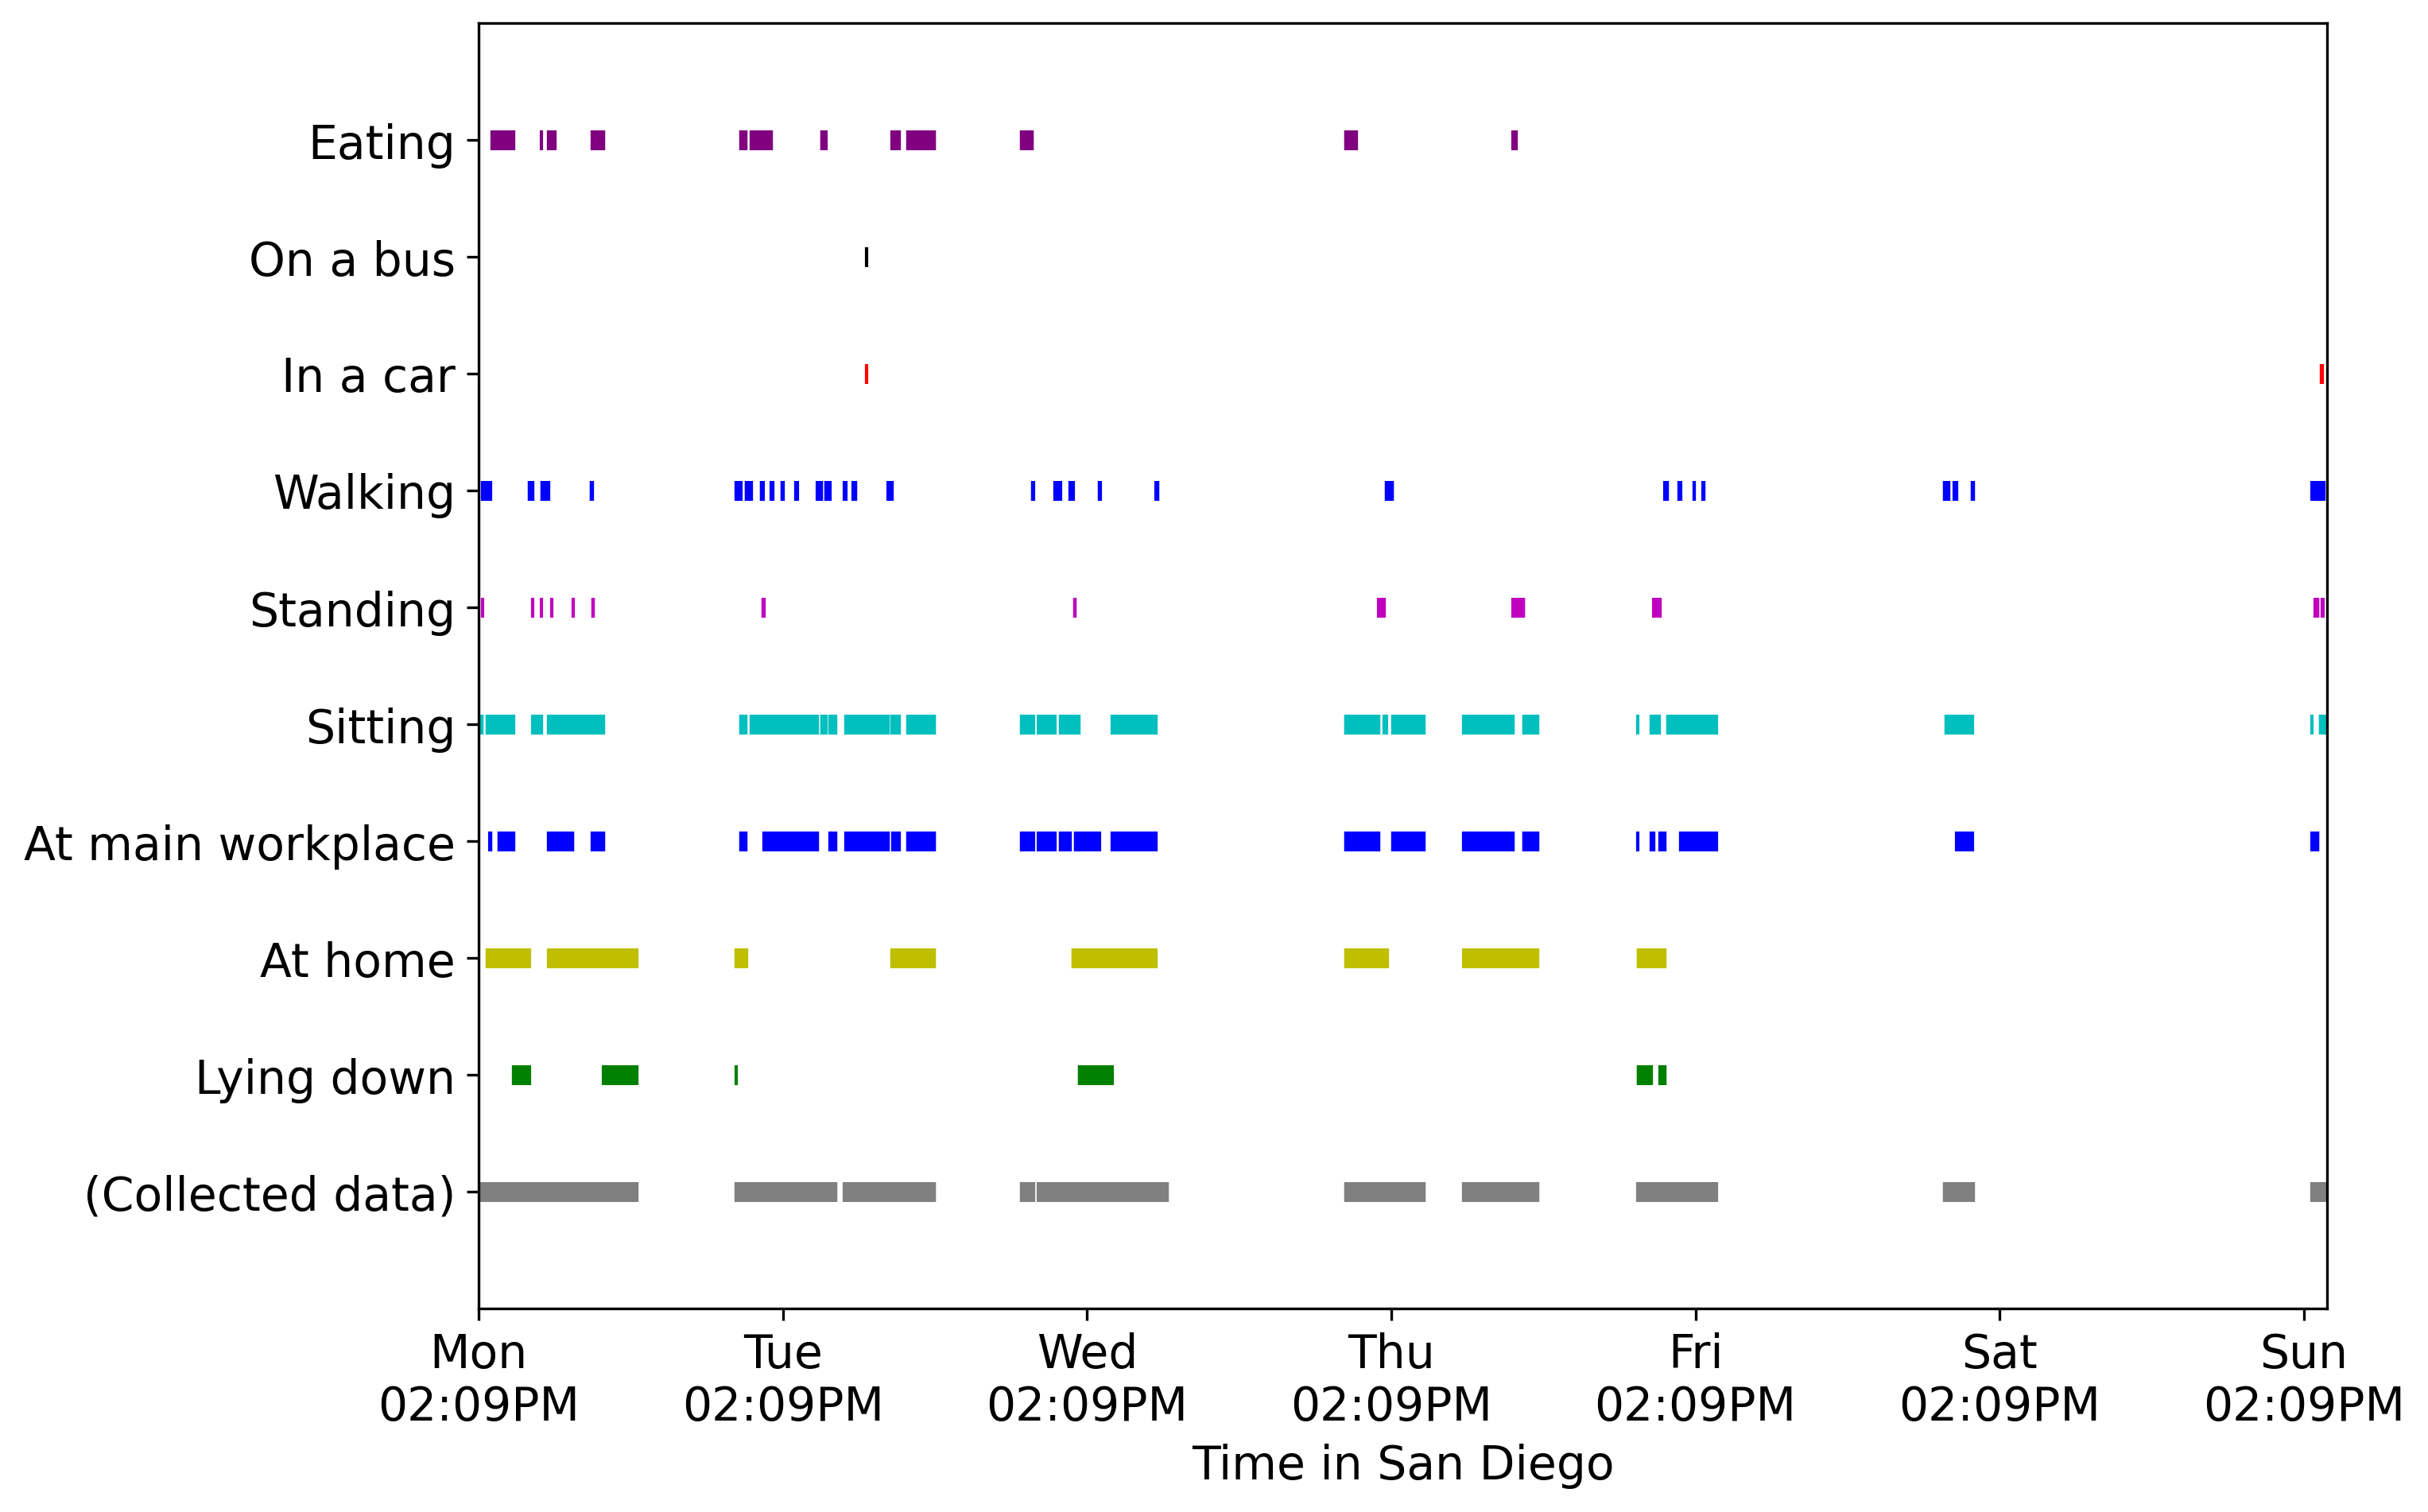 Eating
On a bus
In a car
Walking
Standing
Sitting
At main workplace
At home
Lying down
(Collected data)
Mon Tue Wed Thu Fri Sat Sun
02:09PM 02:09PM 02:09PM 02:09PM 02:09PM 02:09PM 02:09PM
Time in San Diego